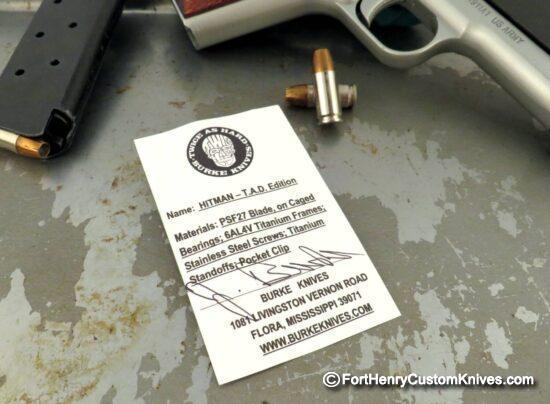 TWICE AS HARD
BURKE KNIVES
Name: HITMAN – T.A.D. Edition
Materials: PSF27 Blade, on Caged
Bearings; 6AL4V Titanium Frames;
Stainless Steel Screws; Titanium
Standoffs; Pocket Clip
BURKE KNIVES
1081 LIVINGSTON VERNON ROAD
FLORA, MISSISSIPPI 39071
WWW.BURKEKNIVES.COM
US ARMY
© FortHenryCustomKnives.com